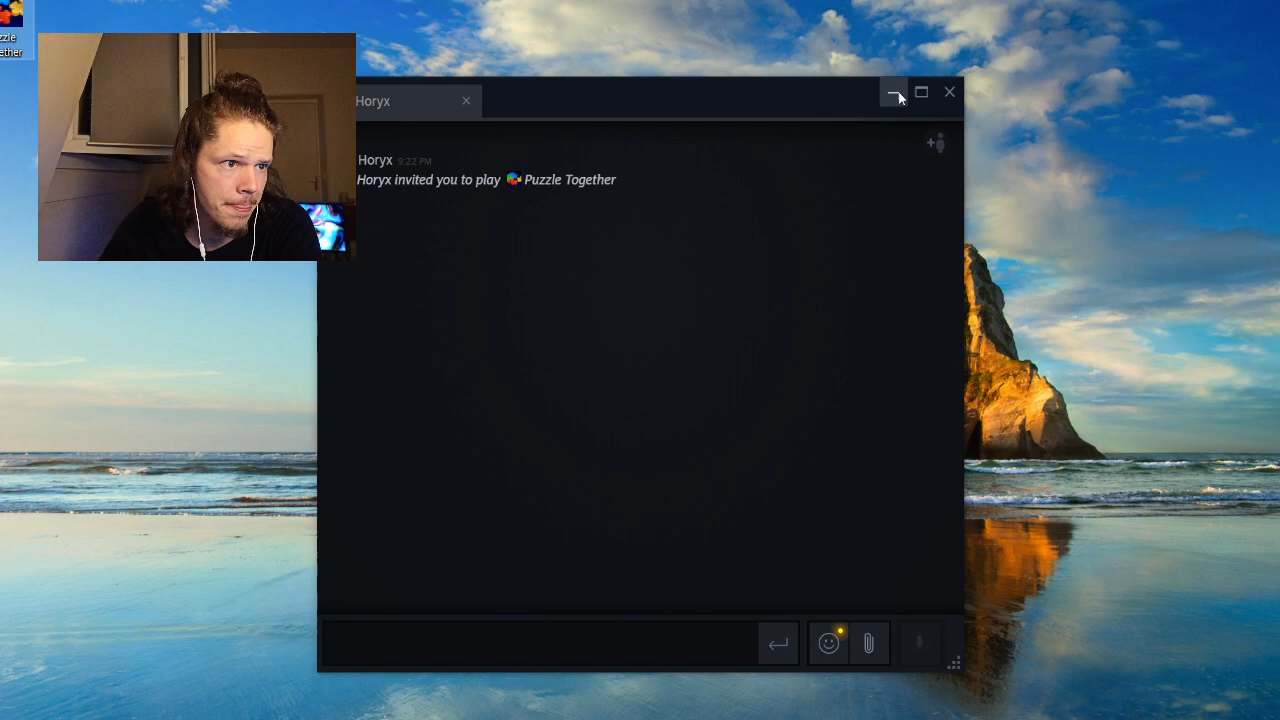 zzle
ether
Horyx
Horyx 9:22 PM
Horyx invited you to play Puzzle Together